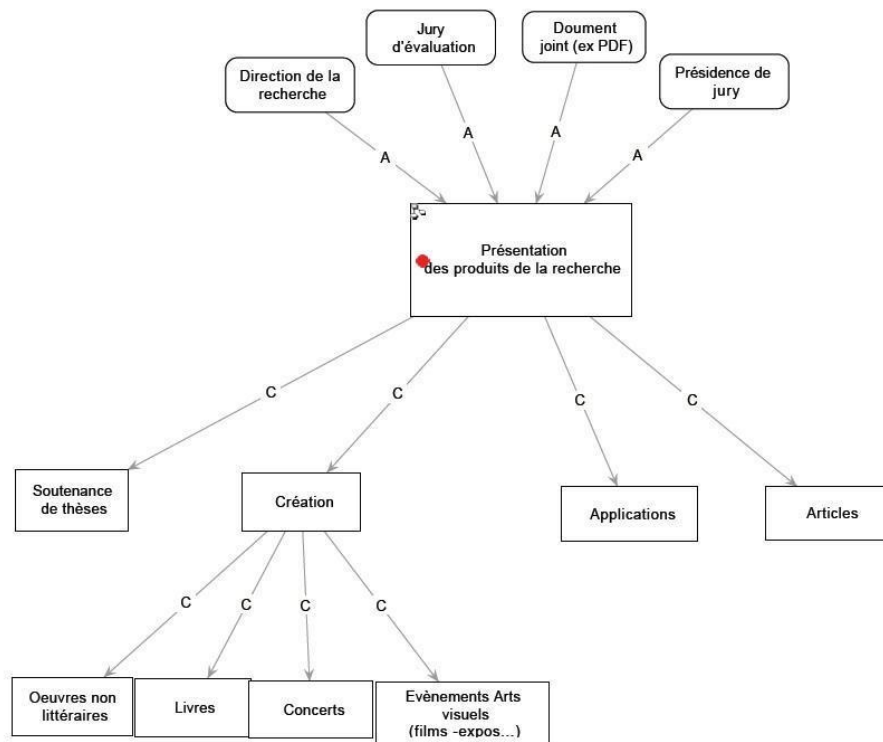 Jury
d'évaluation
Doument
joint (ex PDF)
Direction de la
recherche
Présidence de
jury
A
A
A
A
Présentation
des produits de la recherche
C
C
C
C
Soutenance
de thèses
Création
Applications
Articles
C
C
C
C
Oeuvres non
littéraires
Livres
Concerts
Evènements Arts
visuels
(films -expos...)